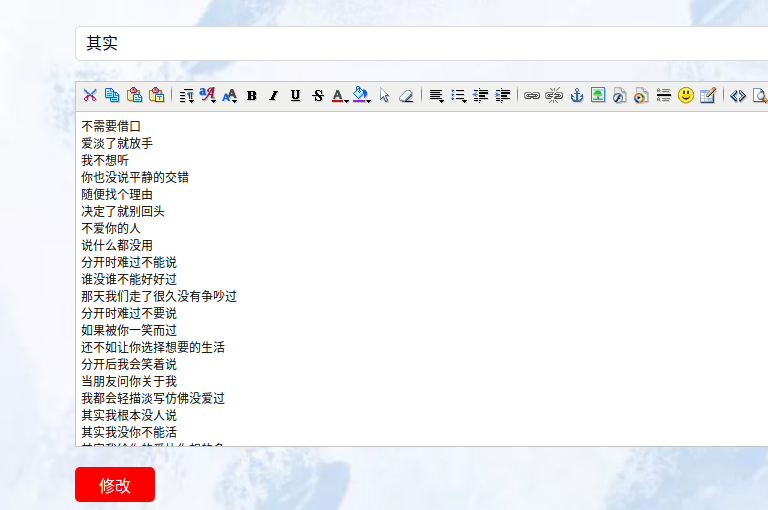 其实
不需要借口
爱淡了就放手
我不想听
你也没说平静的交错
随便找个理由
决定了就别回头
不爱你的人
说什么都没用
分开时难过不能说
谁没谁不能好好过
那天我们走了很久没有争吵过
分开时难过不要说
如果被你一笑而过
还不如让你选择想要的生活
分开后我会笑着说
当朋友问你关于我
我都会轻描淡写仿佛没爱过
其实我根本没人说
其实我没你不能活
修改